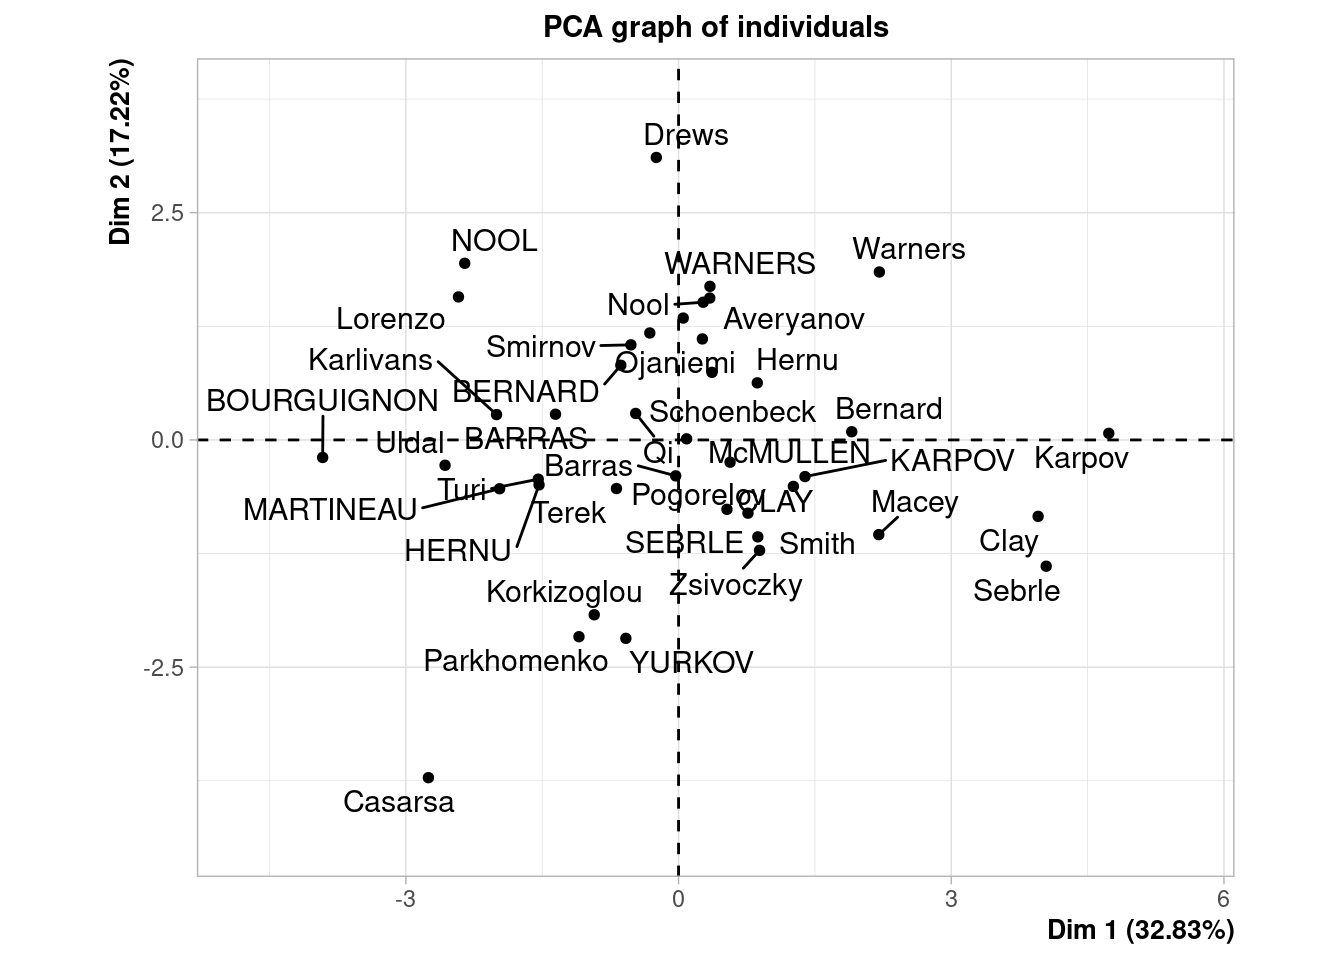 PCA graph of individuals
Dim 2 (17.22%)
Drews
2.5
NOOL
Warners
WARNERS
Nool
Lorenzo
Averyanov
Smirnov
Karlivans
Ojaniemi
Hernu
BERNARD
BOURGUIGNON
Schoenbeck
Bernard
0.0
Uldal
BARRAS
Qi
McMULLEN
KARPOV
Karpov
Barras
Turi
Pogorelov
CLAY
Macey
MARTINEAU
Terek
HERNU
SEBRLE
Smith
Clay
Zsivoczky
Sebrle
Korkizoglou
Parkhomenko
YURKOV
-2.5
Casarsa
-3
0
3
6
Dim 1 (32.83%)